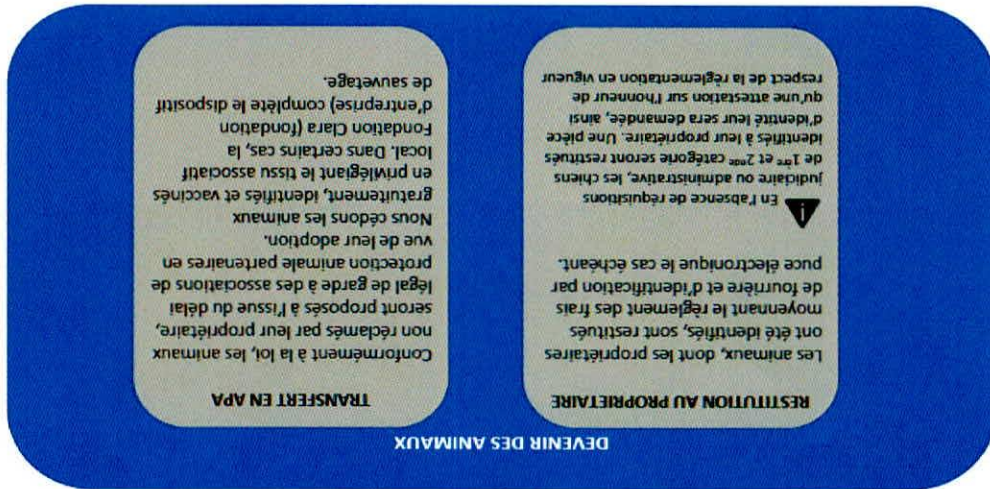 DEVENIR DES ANIMAUX
RESTITUTION AU PROPRIETAIRE
Les animaux, dont les propriétaires
ont été identifiés, sont restitués
moyennant le règlement des frais
de fourrière et d'identification par
puce électronique le cas échéant.
En l'absence de réquisitions
judiciaire ou administrative, les chiens
de 1ère et 2nde catégorie seront restitués
identifiés à leur propriétaire. Une pièce
d'identité leur sera demandée, ainsi
qu'une attestation sur l'honneur de
respect de la règlementation en vigueur
TRANSFERT EN APA
Conformément à la loi, les animaux
non réclamés par leur propriétaire,
seront proposés à l'issue du délai
légal de garde à des associations de
protection animale partenaires en
vue de leur adoption.
Nous cédons les animaux
gratuitement, identifiés et vaccinés
en privilégiant le tissu associatif
local. Dans certains cas, la
Fondation Clara (fondation
d'entreprise) complète le dispositif
de sauvetage.